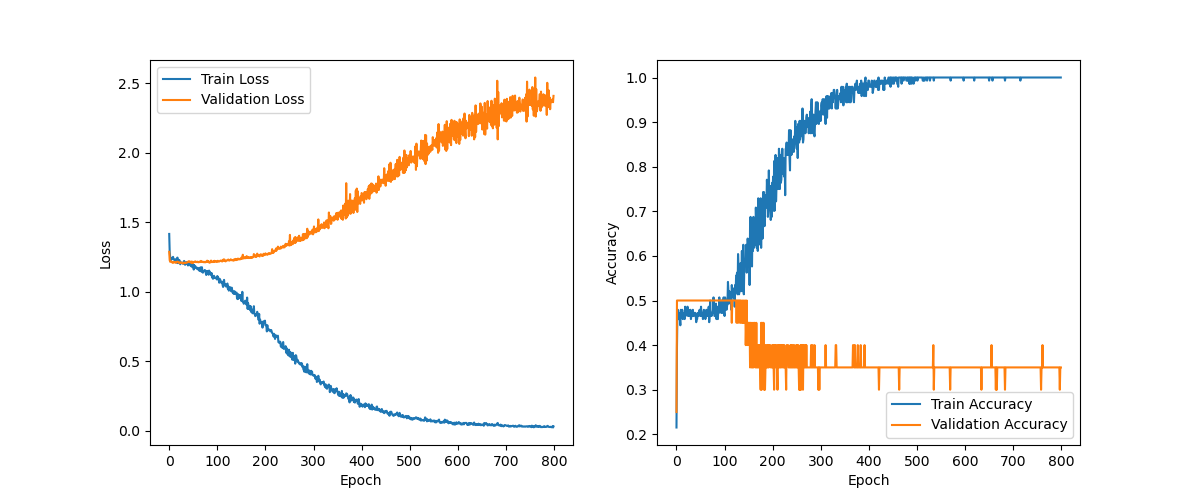 Train Loss
Validation Loss
2.5
2.0
1.5
1.0
0.5
0.0
Loss
0 100 200 300 400 500 600 700 800
Epoch
1.0
0.9
0.8
0.7
0.6
0.5
0.4
0.3
0.2
Accuracy
Train Accuracy
Validation Accuracy
0 100 200 300 400 500 600 700 800
Epoch